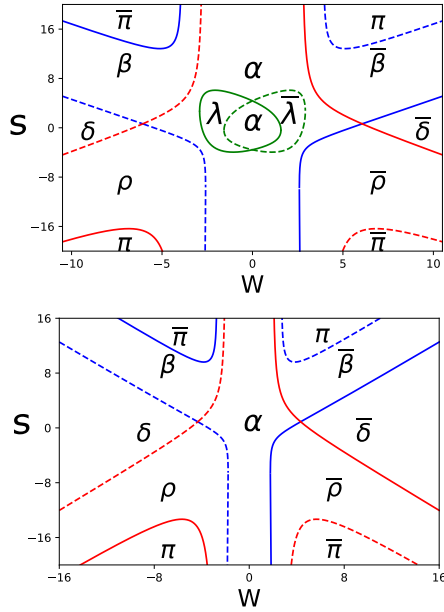 16
π̅ π
β α β̅
8
λ λ̅
S 0 δ α δ̅
−8
ρ ρ̅
−16
π π̅
−10 −5 0 5 10
W
16
π̅ π
β β̅
8
S 0 δ α δ̅
−8
ρ ρ̅
−16
π π̅
−16 −8 0 8 16
W